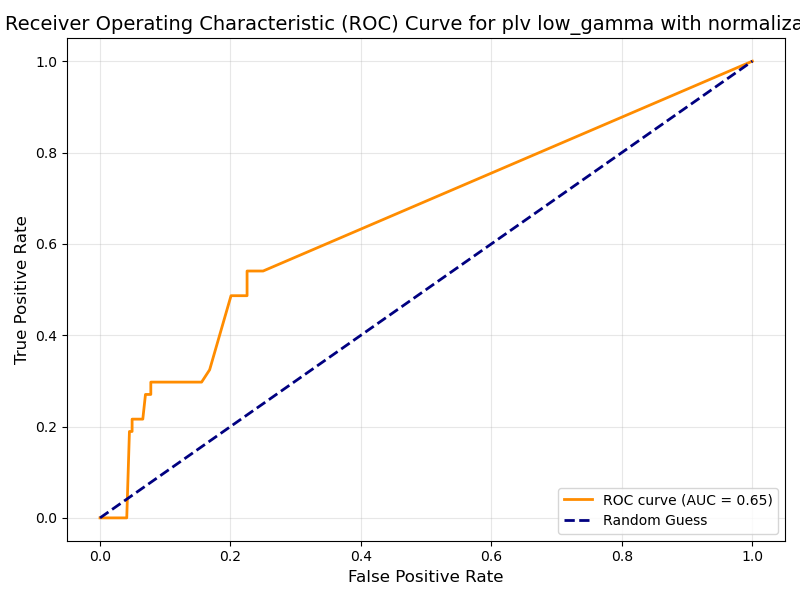 Receiver Operating Characteristic (ROC) Curve for plv low_gamma with normaliza
1.0
0.8
0.6
0.4
0.2
0.0
True Positive Rate
ROC curve (AUC = 0.65)
Random Guess
0.0 0.2 0.4 0.6 0.8 1.0
False Positive Rate